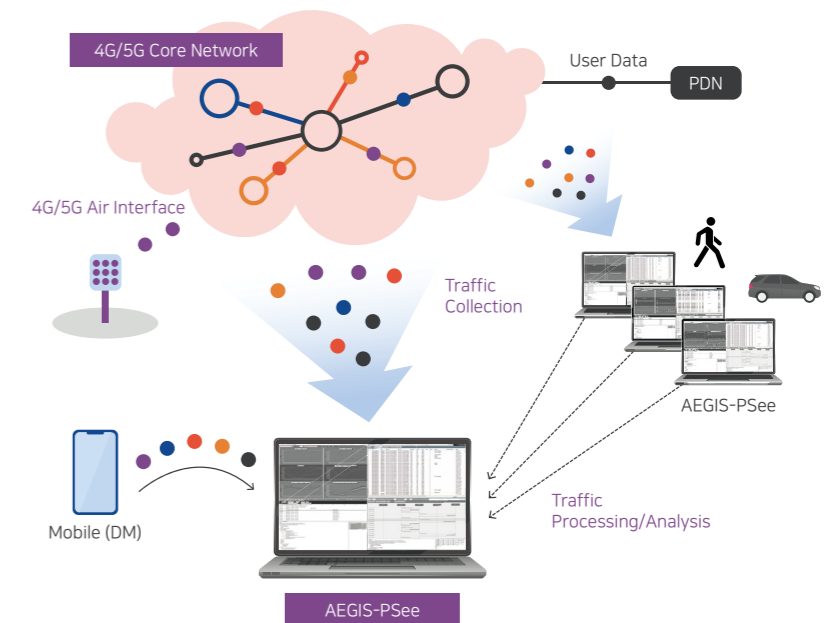 4G/5G Core Network
User Data
PDN
4G/5G Air Interface
Traffic
Collection
AEGIS-PSee
Mobile (DM)
Traffic
Processing/Analysis
AEGIS-PSee